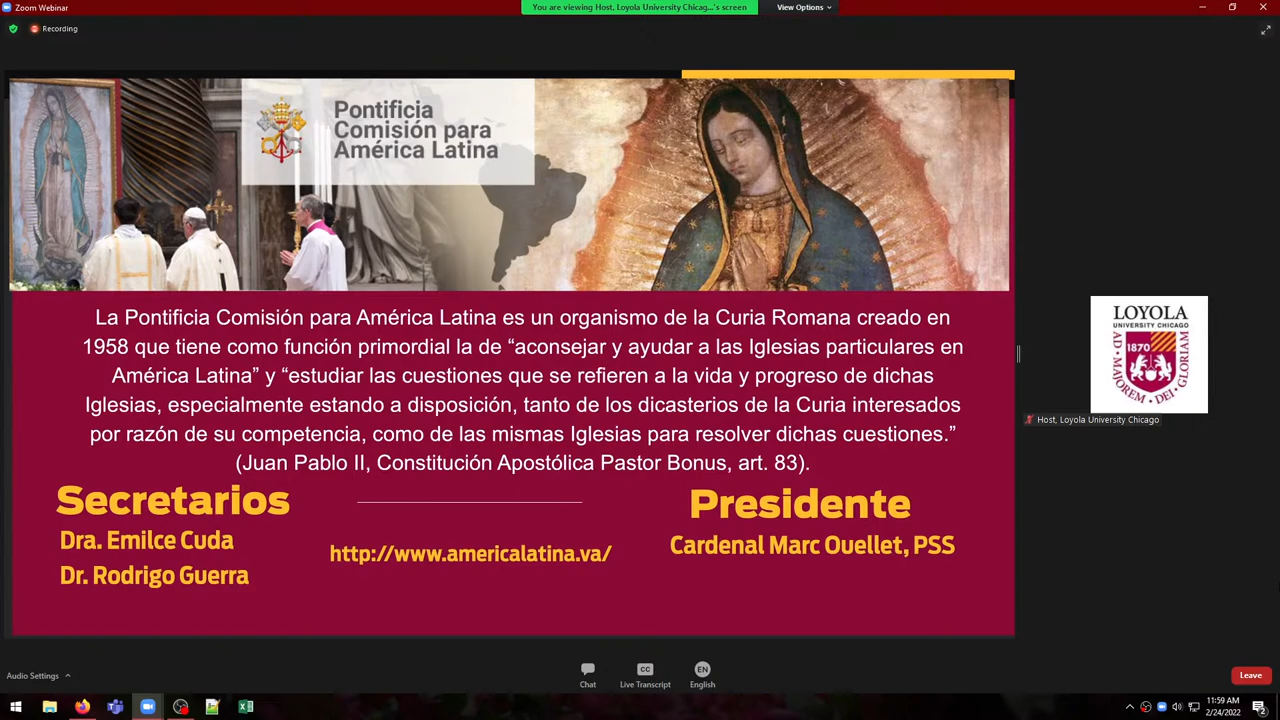 Zoom Webinar
You are viewing Host, Loyola University Chicag...'s screen
View Options
Recording
Pontificia
Comisión para
América Latina
La Pontificia Comisión para América Latina es un organismo de la Curia Romana creado en
1958 que tiene como función primordial la de “aconsejar y ayudar a las Iglesias particulares en
América Latina” y “estudiar las cuestiones que se refieren a la vida y progreso de dichas
Iglesias, especialmente estando a disposición, tanto de los dicasterios de la Curia interesados
por razón de su competencia, como de las mismas Iglesias para resolver dichas cuestiones.”
(Juan Pablo II, Constitución Apostólica Pastor Bonus, art. 83).
Secretarios
Dra. Emilce Cuda
Dr. Rodrigo Guerra
http://www.americalatina.va/
Presidente
Cardenal Marc Ouellet, PSS
LOYOLA
UNIVERSITY CHICAGO
1870
AD • MAJOREM • DEI • GLORIAM
Host, Loyola University Chicago
Audio Settings
CC
EN
Chat
Live Transcript
English
Leave
11:59 AM
2/24/2022
2